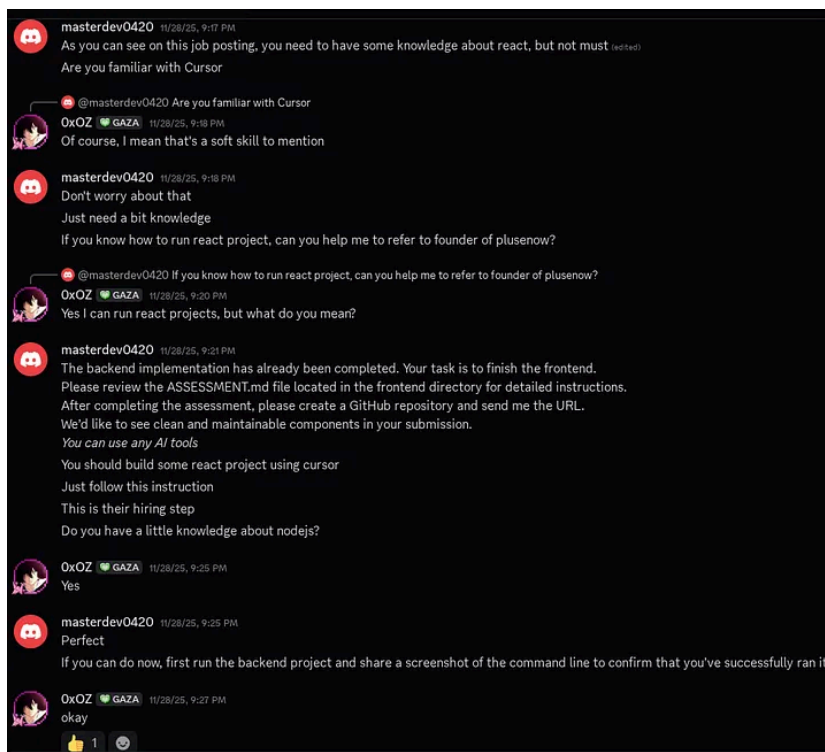 masterdev0420 11/28/25, 9:17 PM
As you can see on this job posting, you need to have some knowledge about react, but not must (edited)
Are you familiar with Cursor
@masterdev0420 Are you familiar with Cursor
0xOZ GAZA 11/28/25, 9:18 PM
Of course, I mean that's a soft skill to mention
masterdev0420 11/28/25, 9:18 PM
Don't worry about that
Just need a bit knowledge
If you know how to run react project, can you help me to refer to founder of plusenow?
@masterdev0420 If you know how to run react project, can you help me to refer to founder of plusenow?
0xOZ GAZA 11/28/25, 9:20 PM
Yes I can run react projects, but what do you mean?
masterdev0420 11/28/25, 9:21 PM
The backend implementation has already been completed. Your task is to finish the frontend.
Please review the ASSESSMENT.md file located in the frontend directory for detailed instructions.
After completing the assessment, please create a GitHub repository and send me the URL.
We'd like to see clean and maintainable components in your submission.
You can use any AI tools
You should build some react project using cursor
Just follow this instruction
This is their hiring step
Do you have a little knowledge about nodejs?
0xOZ GAZA 11/28/25, 9:25 PM
Yes
masterdev0420 11/28/25, 9:25 PM
Perfect
If you can do now, first run the backend project and share a screenshot of the command line to confirm that you've successfully ran it
0xOZ GAZA 11/28/25, 9:27 PM
okay
1